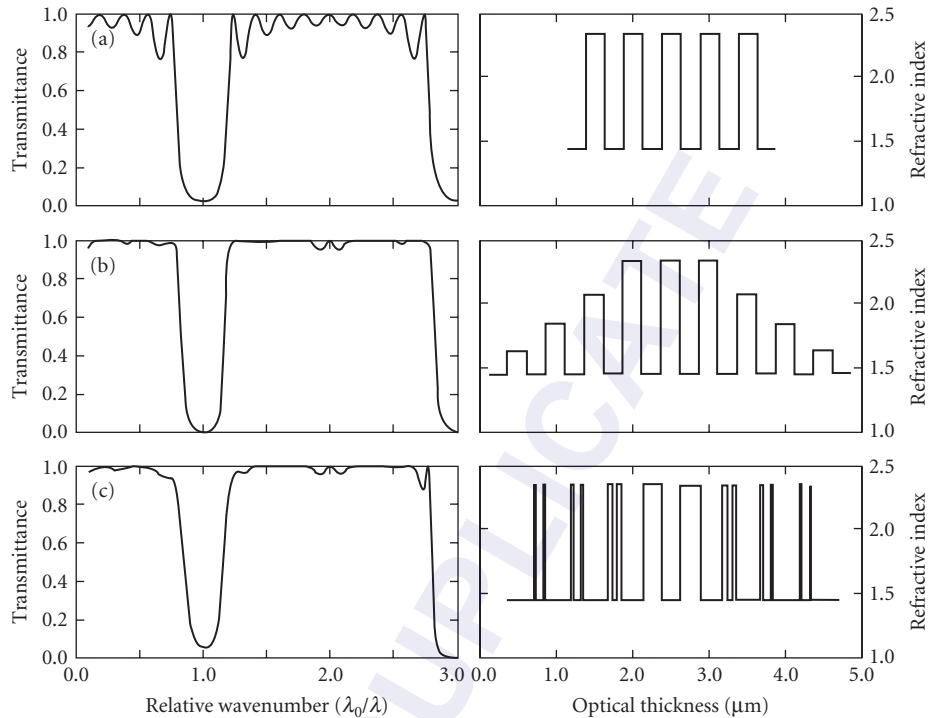 1.0
0.8
0.6
0.4
0.2
0.0
Transmittance
(a)
2.5
2.0
1.5
1.0
Refractive index
1.0
0.8
0.6
0.4
0.2
0.0
Transmittance
(b)
2.5
2.0
1.5
1.0
Refractive index
1.0
0.8
0.6
0.4
0.2
0.0
Transmittance
(c)
2.5
2.0
1.5
1.0
Refractive index
0.0 1.0 2.0 3.0
Relative wavenumber (λ₀/λ)
0.0 1.0 2.0 3.0 4.0 5.0
Optical thickness (μm)
UPLICATE